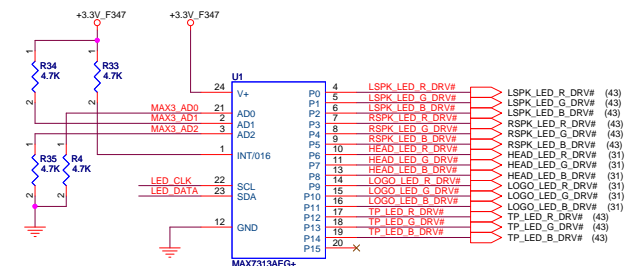 +3.3V_F347 +3.3V_F347
1 R34 4.7K 2
1 R33 4.7K 2
U1
24 V+
MAX3_AD0 21 AD0
MAX3_AD1 2 AD1
MAX3_AD2 3 AD2
1 INT/016
1 R35 4.7K 2
1 R4 4.7K 2
LED_CLK 22 SCL
LED_DATA 23 SDA
12 GND
P0 4 LSPK_LED_R_DRV# LSPK_LED_R_DRV# (43)
P1 5 LSPK_LED_G_DRV# LSPK_LED_G_DRV# (43)
P2 6 LSPK_LED_B_DRV# LSPK_LED_B_DRV# (43)
P3 7 RSPK_LED_R_DRV# RSPK_LED_R_DRV# (43)
P4 8 RSPK_LED_G_DRV# RSPK_LED_G_DRV# (43)
P5 9 RSPK_LED_B_DRV# RSPK_LED_B_DRV# (43)
P6 10 HEAD_LED_R_DRV# HEAD_LED_R_DRV# (31)
P7 11 HEAD_LED_G_DRV# HEAD_LED_G_DRV# (31)
P8 13 HEAD_LED_B_DRV# HEAD_LED_B_DRV# (31)
P9 14 LOGO_LED_R_DRV# LOGO_LED_R_DRV# (31)
P10 15 LOGO_LED_G_DRV# LOGO_LED_G_DRV# (31)
P11 16 LOGO_LED_B_DRV# LOGO_LED_B_DRV# (31)
P12 17 TP_LED_R_DRV# TP_LED_R_DRV# (43)
P13 18 TP_LED_G_DRV# TP_LED_G_DRV# (43)
P14 19 TP_LED_B_DRV# TP_LED_B_DRV# (43)
P15 20
MAX7313AEG+